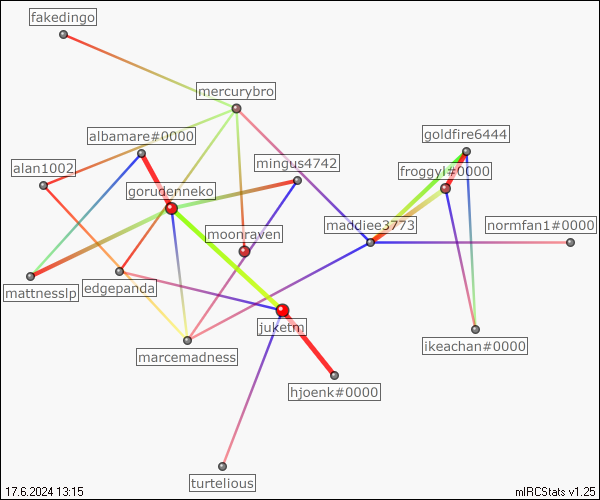 fakedingo
mercurybro
albamare#0000
goldfire6444
mingus4742
alan1002
froggyl#0000
gorudenneko
maddiee3773
normfan1#0000
moonraven
mattnesslp
edgepanda
juketm
ikeachan#0000
marcemadness
hjoenk#0000
turtelious
17.6.2024 13:15
mIRCStats v1.25